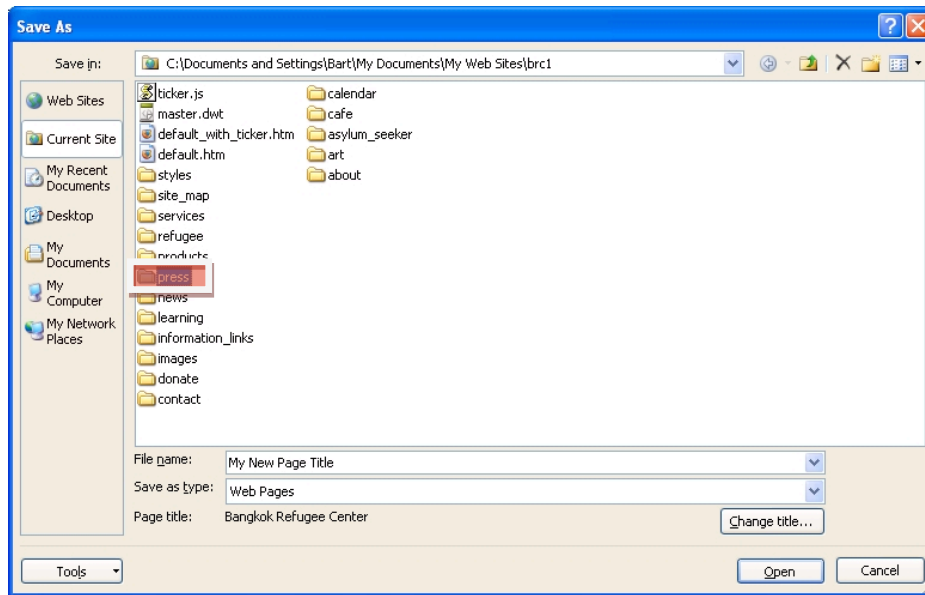 Save As
Save in:
C:\Documents and Settings\Bart\My Documents\My Web Sites\brc1
Web Sites
Current Site
My Recent
Documents
Desktop
My
Documents
My
Computer
My Network
Places
ticker.js
master.dwt
default_with_ticker.htm
default.htm
styles
site_map
services
refugee
products
press
news
learning
information_links
images
donate
contact
calendar
cafe
asylum_seeker
art
about
File name:
My New Page Title
Save as type:
Web Pages
Page title:
Bangkok Refugee Center
Change title...
Tools
Open
Cancel